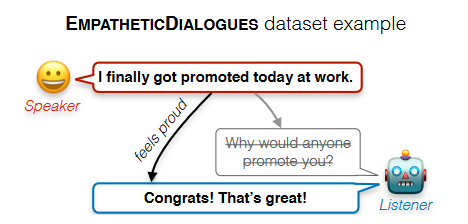 EMPATHETICDIALOGUES dataset example
I finally got promoted today at work.
Speaker
feels proud
Why would anyone
promote you?
Congrats! That's great!
Listener